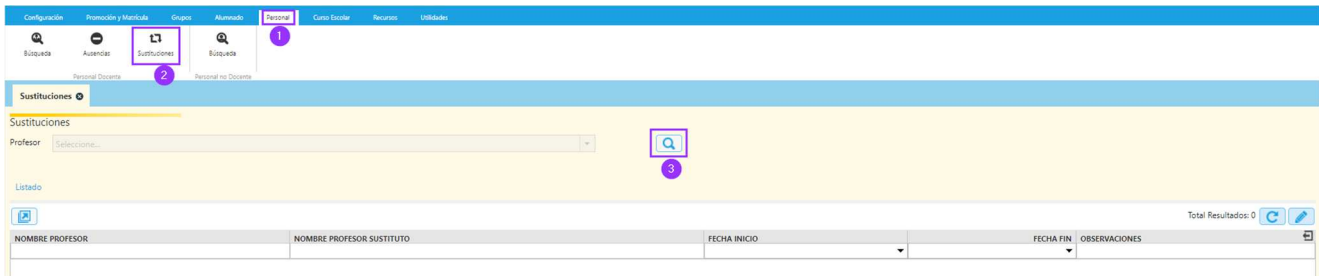 Configuración Promoción y Matrícula Grupos Alumnado Personal Curso Escolar Recursos Utilidades
1
Búsqueda Ausencias Sustituciones Búsqueda
2
Personal Docente Personal no Docente
Sustituciones
Sustituciones
Profesor Seleccione...
3
Listado
Total Resultados: 0
NOMBRE PROFESOR NOMBRE PROFESOR SUSTITUTO FECHA INICIO FECHA FIN OBSERVACIONES